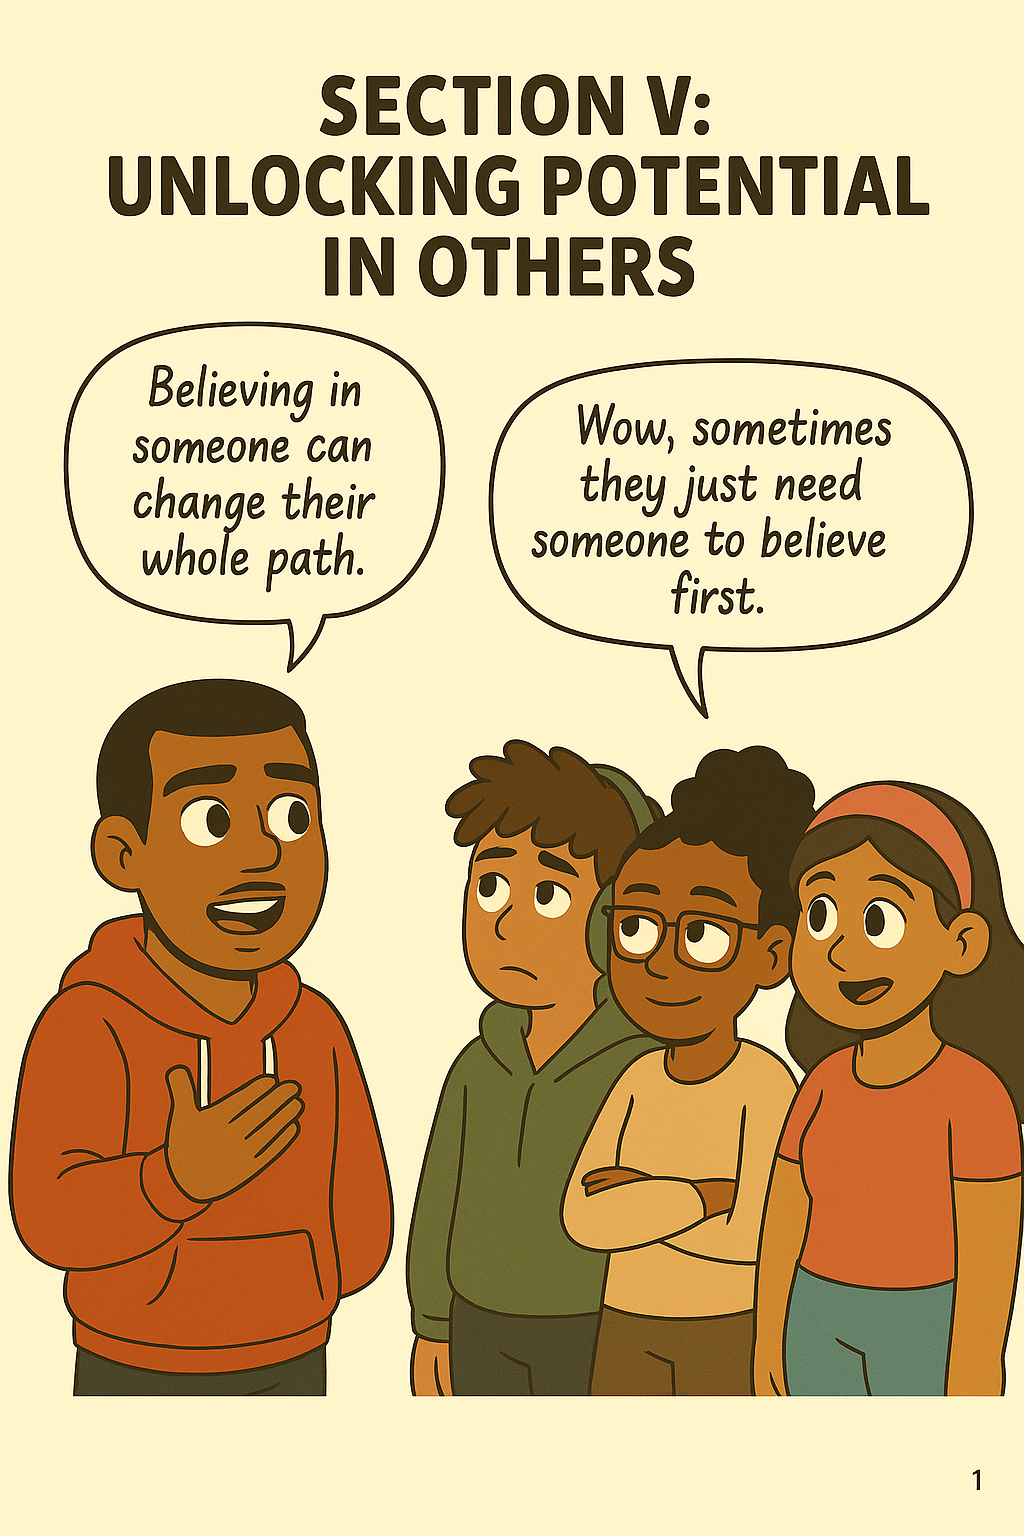 SECTION V:
UNLOCKING POTENTIAL
IN OTHERS
Believing in
someone can
change their
whole path.
Wow, sometimes
they just need
someone to believe
first.
1